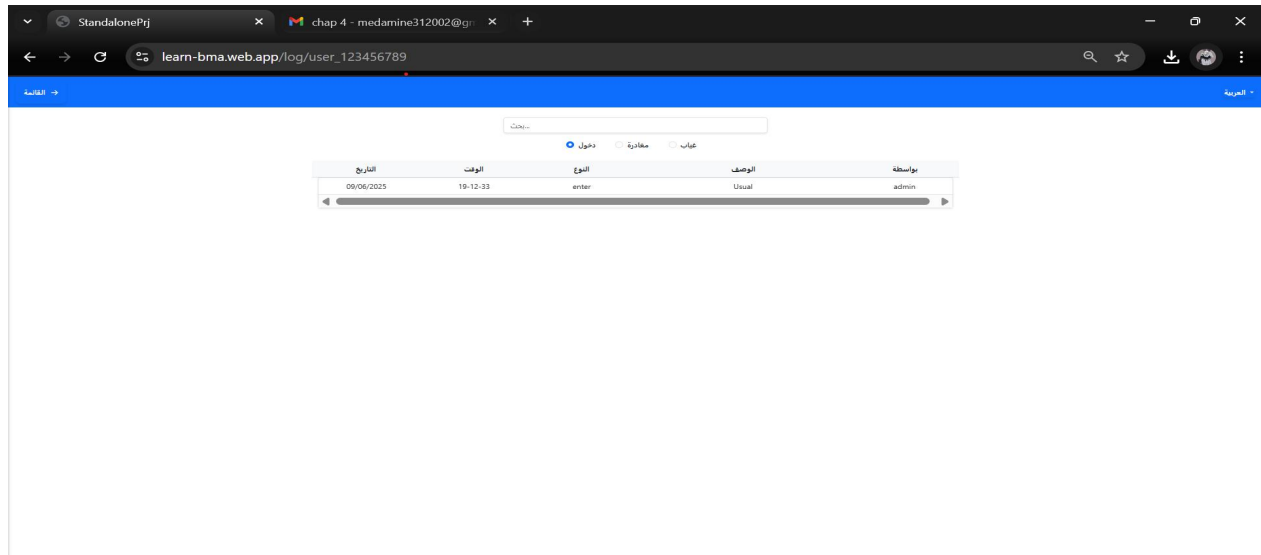 StandalonePrj
chap 4 - medamine312002@gm
learn-bma.web.app/log/user_123456789
القائمة →
العربية
بحث...
دخول مغادرة غياب
التاريخ الوقت النوع الوصف بواسطة
09/06/2025 19-12-33 enter Usual admin